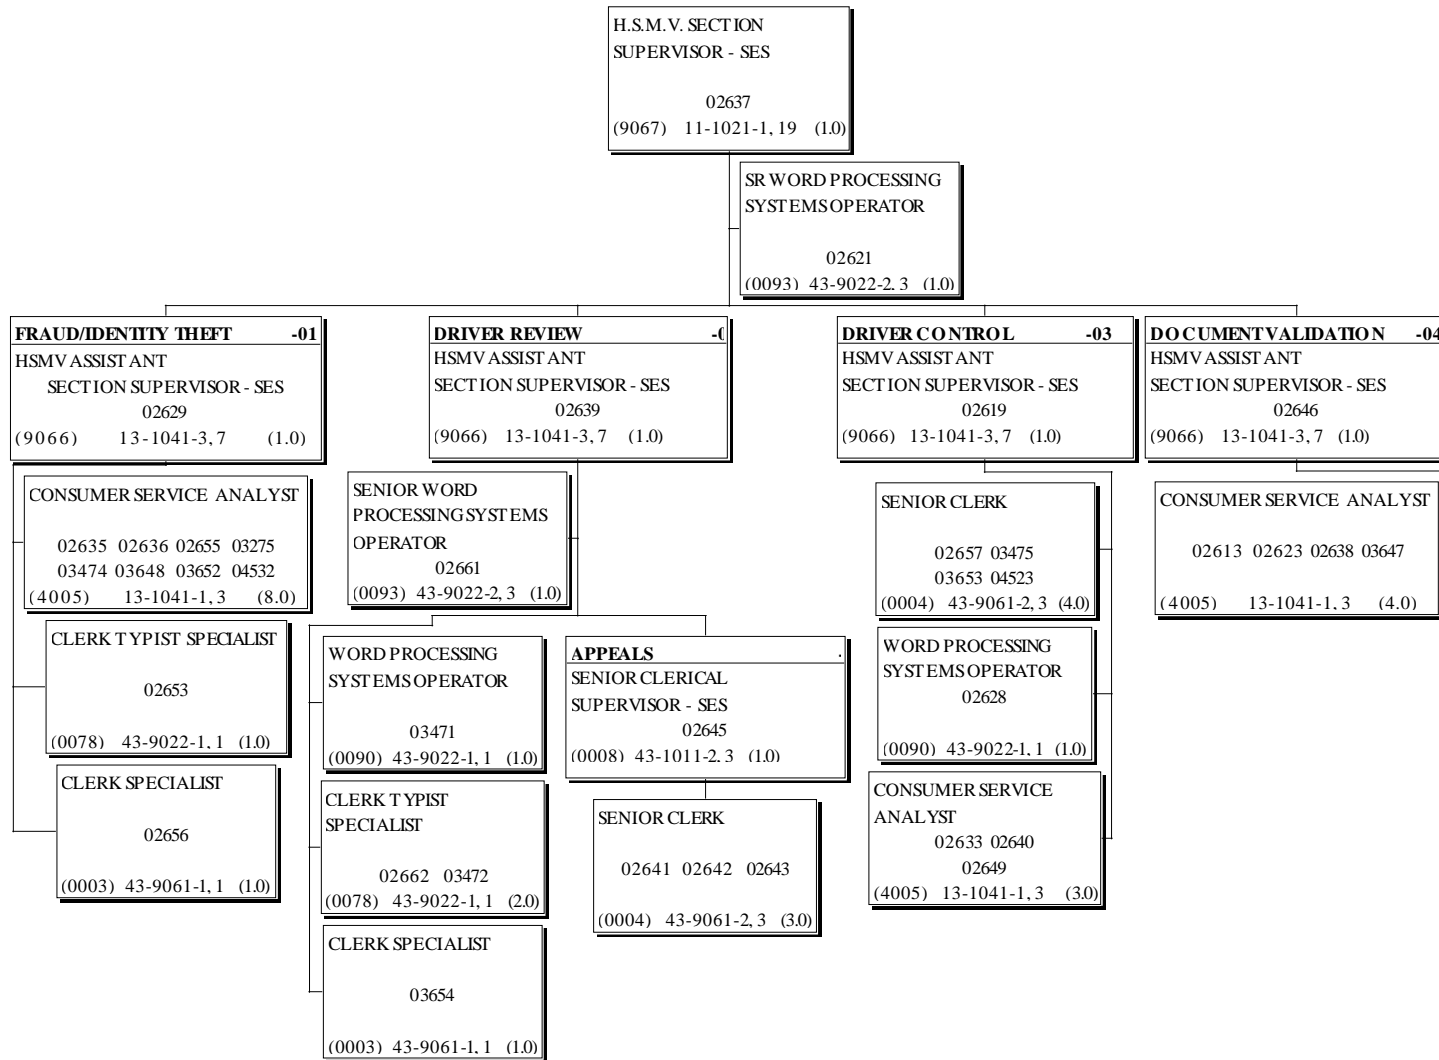 H.S.M.V. SECTION
SUPERVISOR - SES
02637
(9067) 11-1021-1, 19 (1.0)
SR WORD PROCESSING
SYSTEMS OPERATOR
02621
(0093) 43-9022-2, 3 (1.0)
FRAUD/IDENTITY THEFT -01
HSMV ASSISTANT
SECTION SUPERVISOR - SES
02629
(9066) 13-1041-3, 7 (1.0)
DRIVER REVIEW
HSMV ASSISTANT
SECTION SUPERVISOR - SES
02639
(9066) 13-1041-3, 7 (1.0)
DRIVER CONTROL -03
HSMV ASSISTANT
SECTION SUPERVISOR - SES
02619
(9066) 13-1041-3, 7 (1.0)
DOCUMENT VALIDATION -04
HSMV ASSISTANT
SECTION SUPERVISOR - SES
02646
(9066) 13-1041-3, 7 (1.0)
CONSUMER SERVICE ANALYST
02635 02636 02655 03275
03474 03648 03652 04532
(4005) 13-1041-1, 3 (8.0)
CLERK TYPIST SPECIALIST
02653
(0078) 43-9022-1, 1 (1.0)
CLERK SPECIALIST
02656
(0003) 43-9061-1, 1 (1.0)
SENIOR WORD
PROCESSING SYSTEMS
OPERATOR
02661
(0093) 43-9022-2, 3 (1.0)
WORD PROCESSING
SYSTEMS OPERATOR
03471
(0090) 43-9022-1, 1 (1.0)
CLERK TYPIST
SPECIALIST
02662 03472
(0078) 43-9022-1, 1 (2.0)
CLERK SPECIALIST
03654
(0003) 43-9061-1, 1 (1.0)
APPEALS
SENIOR CLERICAL
SUPERVISOR - SES
02645
(0008) 43-1011-2, 3 (1.0)
SENIOR CLERK
02641 02642 02643
(0004) 43-9061-2, 3 (3.0)
SENIOR CLERK
02657 03475
03653 04523
(0004) 43-9061-2, 3 (4.0)
WORD PROCESSING
SYSTEMS OPERATOR
02628
(0090) 43-9022-1, 1 (1.0)
CONSUMER SERVICE
ANALYST
02633 02640
02649
(4005) 13-1041-1, 3 (3.0)
CONSUMER SERVICE ANALYST
02613 02623 02638 03647
(4005) 13-1041-1, 3 (4.0)